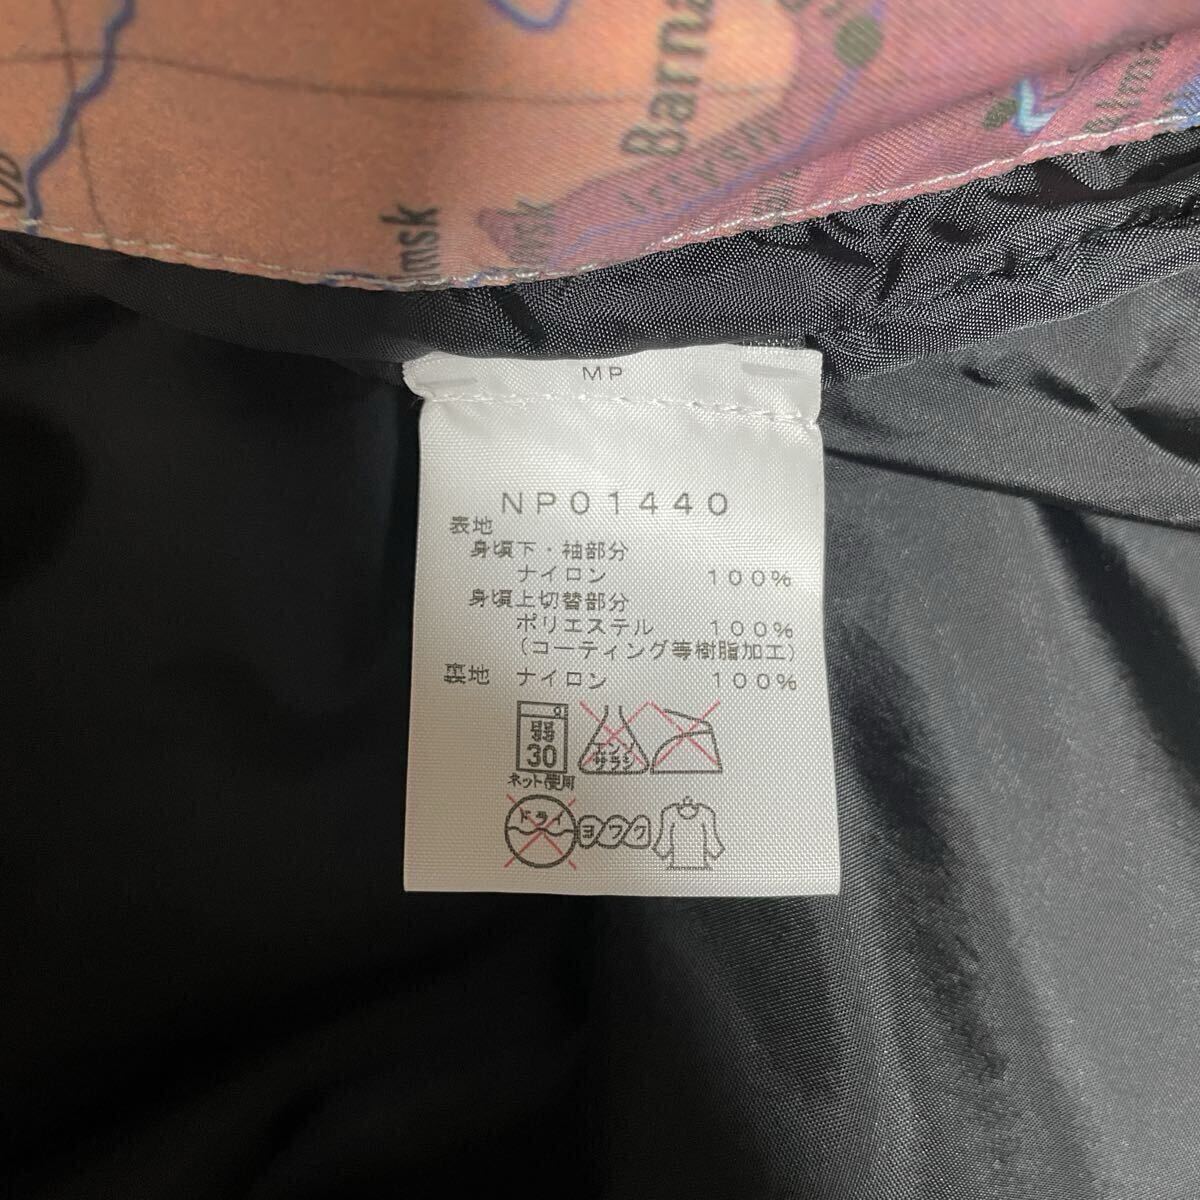 Barna
OB
msk
MP
NP01440
表地
身頃下・袖部分
ナイロン 100%
身頃上切替部分
ポリエステル 100%
(コーティング等樹脂加工)
裏地 ナイロン 100%
弱
30
エンソ
サラシ
ネット使用
ドライ
ヨワク